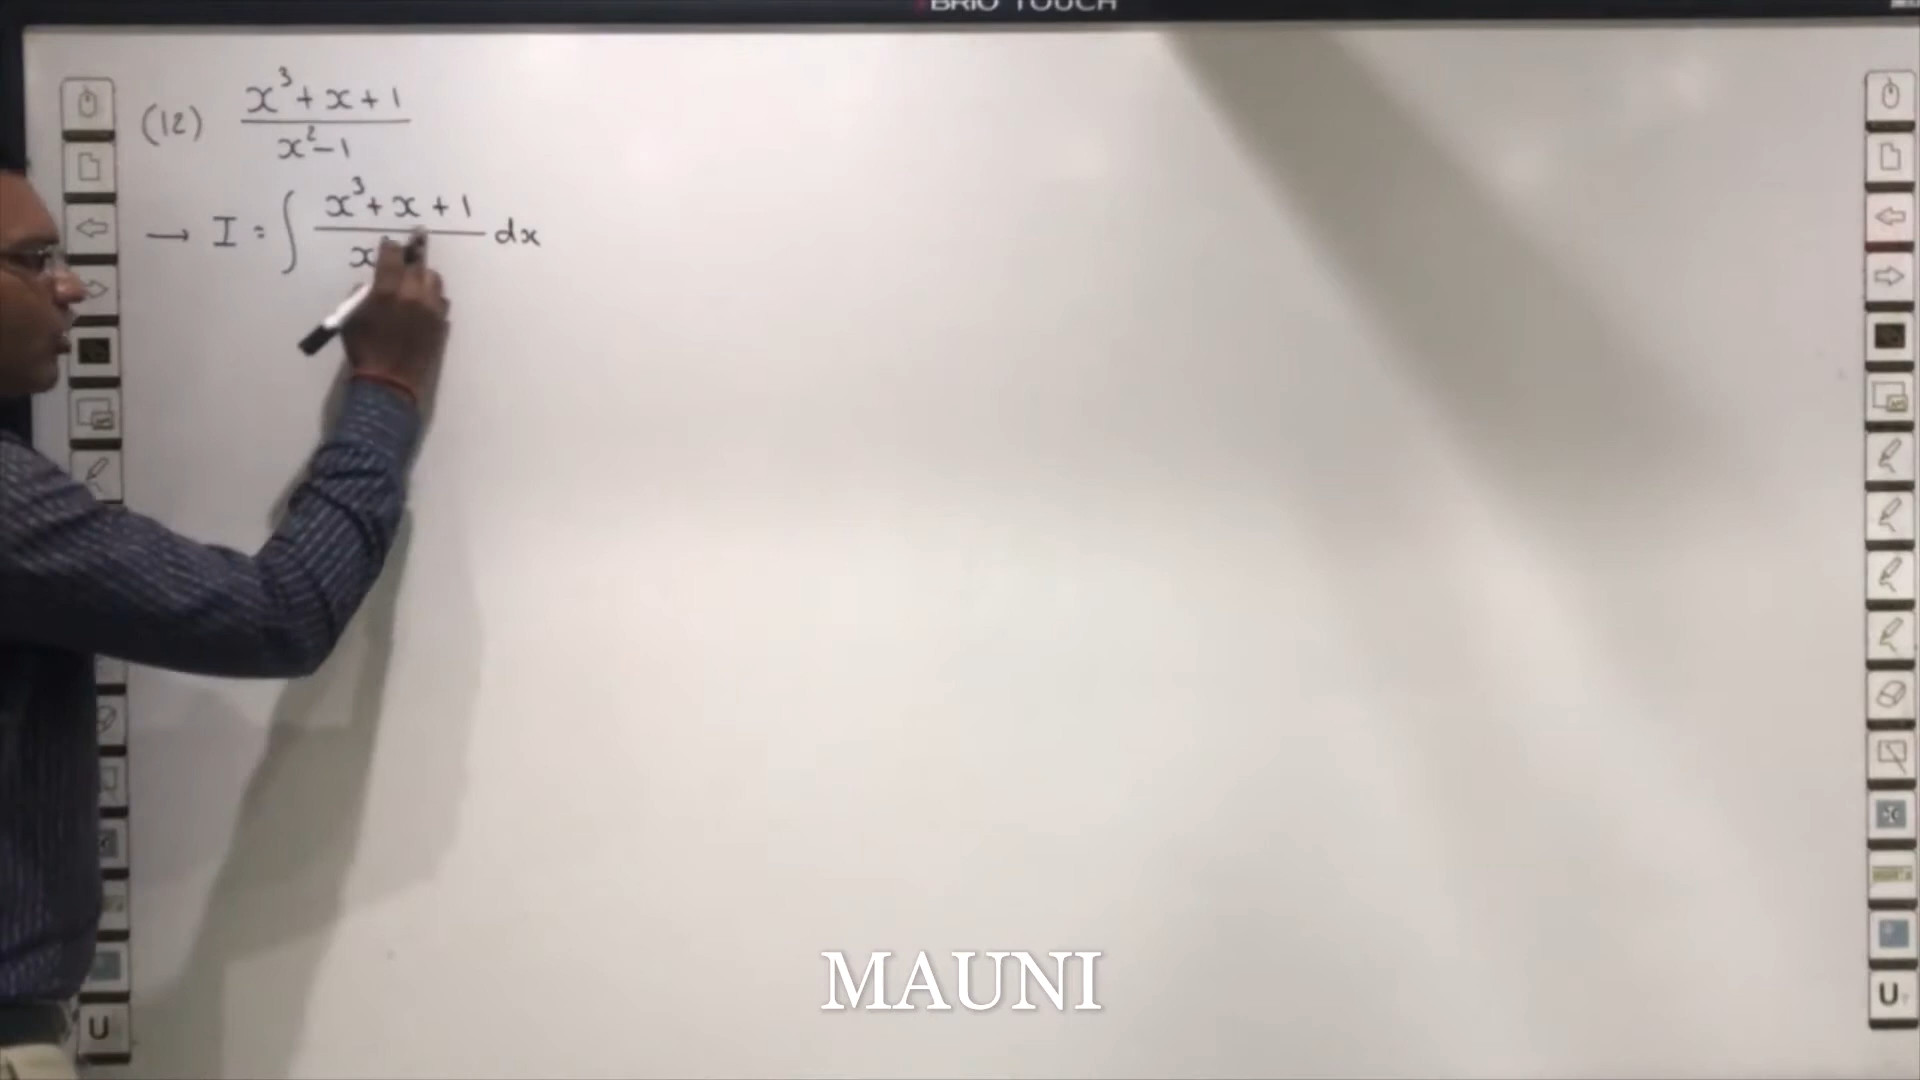 BRIO TOUCH
(12) x³+x+1
x²-1
→ I = ∫ x³+x+1 dx
x
MAUNI
U
U